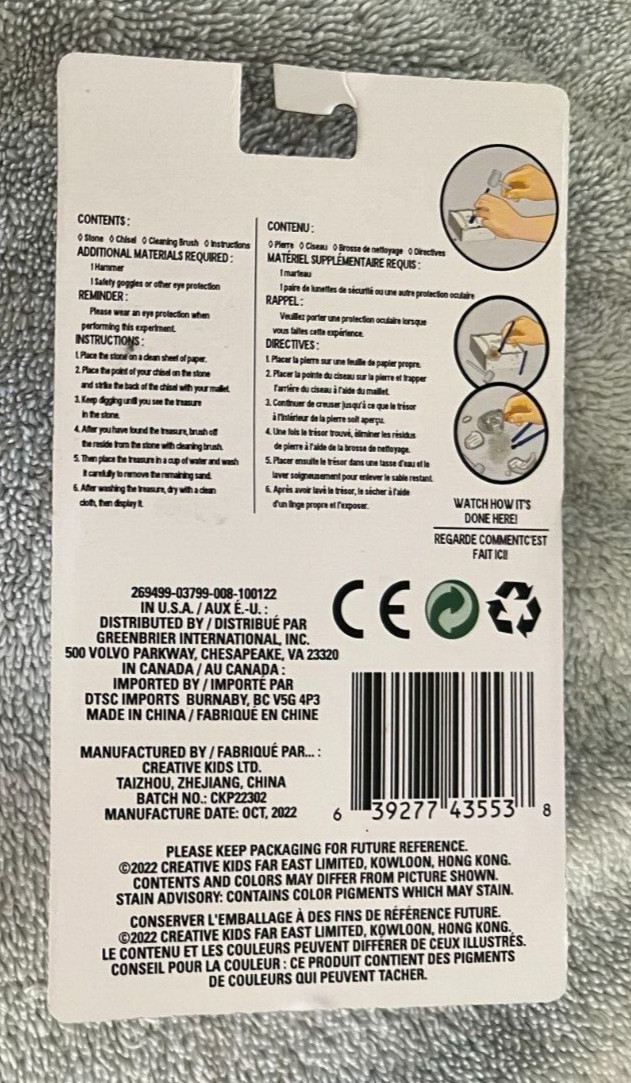 CONTENTS :
◊ Stone ◊ Chisel ◊ Cleaning Brush ◊ Instructions
ADDITIONAL MATERIALS REQUIRED :
1 Hammer
1 Safety goggles or other eye protection
REMINDER :
Please wear an eye protection when
performing this experiment.
INSTRUCTIONS :
1. Place the stone on a clean sheet of paper.
2. Place the point of your chisel on the stone
and strike the back of the chisel with your mallet.
3. Keep digging until you see the treasure
in the stone.
4. After you have found the treasure, brush off
the reside from the stone with cleaning brush.
5. Then place the treasure in a cup of water and wash
it carefully to remove the remaining sand.
6. After washing the treasure, dry with a clean
cloth, then display it.
CONTENU :
◊ Pierre ◊ Ciseau ◊ Brosse de nettoyage ◊ Directives
MATÉRIEL SUPPLÉMENTAIRE REQUIS :
1 marteau
1 paire de lunettes de sécurité ou une autre protection oculaire
RAPPEL :
Veuillez porter une protection oculaire lorsque
vous faites cette expérience.
DIRECTIVES :
1. Placer la pierre sur une feuille de papier propre.
2. Placer la pointe du ciseau sur la pierre et frapper
l'arrière du ciseau à l'aide du maillet.
3. Continuer de creuser jusqu'à ce que le trésor
à l'intérieur de la pierre soit aperçu.
4. Une fois le trésor trouvé, éliminer les résidus
de pierre à l'aide de la brosse de nettoyage.
5. Placer ensuite le trésor dans une tasse d'eau et le
laver soigneusement pour enlever le sable restant.
6. Après avoir lavé le trésor, le sécher à l'aide
d'un linge propre et l'exposer.
WATCH HOW IT'S
DONE HERE!
REGARDE COMMENTC'EST
FAIT ICI!
269499-03799-008-100122
IN U.S.A. / AUX É.-U. :
DISTRIBUTED BY / DISTRIBUÉ PAR
GREENBRIER INTERNATIONAL, INC.
500 VOLVO PARKWAY, CHESAPEAKE, VA 23320
IN CANADA / AU CANADA :
IMPORTED BY / IMPORTÉ PAR
DTSC IMPORTS BURNABY, BC V5G 4P3
MADE IN CHINA / FABRIQUÉ EN CHINE
CE
MANUFACTURED BY / FABRIQUÉ PAR... :
CREATIVE KIDS LTD.
TAIZHOU, ZHEJIANG, CHINA
BATCH NO.: CKP22302
MANUFACTURE DATE: OCT, 2022
6 39277 43553 8
PLEASE KEEP PACKAGING FOR FUTURE REFERENCE.
©2022 CREATIVE KIDS FAR EAST LIMITED, KOWLOON, HONG KONG.
CONTENTS AND COLORS MAY DIFFER FROM PICTURE SHOWN.
STAIN ADVISORY: CONTAINS COLOR PIGMENTS WHICH MAY STAIN.
CONSERVER L'EMBALLAGE À DES FINS DE RÉFÉRENCE FUTURE.
©2022 CREATIVE KIDS FAR EAST LIMITED, KOWLOON, HONG KONG.
LE CONTENU ET LES COULEURS PEUVENT DIFFÉRER DE CEUX ILLUSTRÉS.
CONSEIL POUR LA COULEUR : CE PRODUIT CONTIENT DES PIGMENTS
DE COULEURS QUI PEUVENT TACHER.